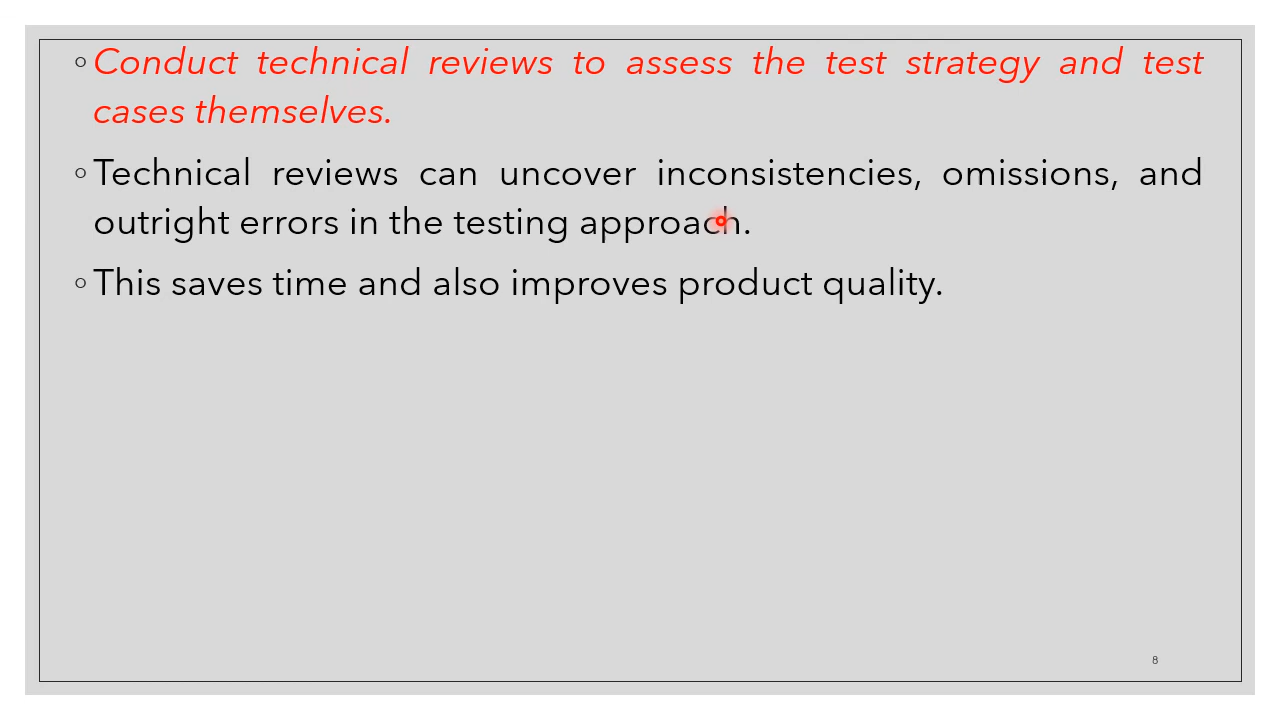 ◦Conduct technical reviews to assess the test strategy and test
cases themselves.
◦Technical reviews can uncover inconsistencies, omissions, and
outright errors in the testing approach.
◦This saves time and also improves product quality.
8